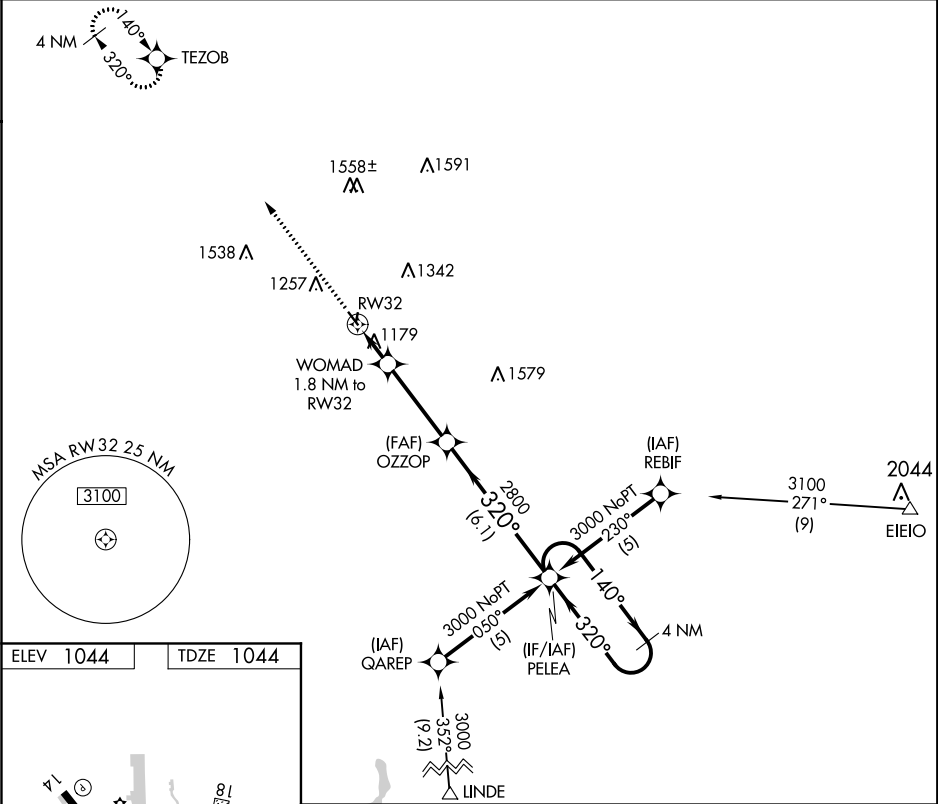 140°
4 NM
320°
TEZOB
1558±
1591
1538
1257
1342
RW32
1179
WOMAD
1.8 NM to
RW32
1579
(FAF)
OZZOP
(IAF)
REBIF
2044
3100
271°
(9)
EIEIO
MSA RW32 25 NM
3100
2800
320°
(6.1)
3000 NoPT
230°
(5)
140°
320°
4 NM
3000 NoPT
050°
(5)
(IAF)
QAREP
(IF/IAF)
PELEA
3000
352°
(9.2)
LINDE
ELEV 1044
TDZE 1044
14
P
18